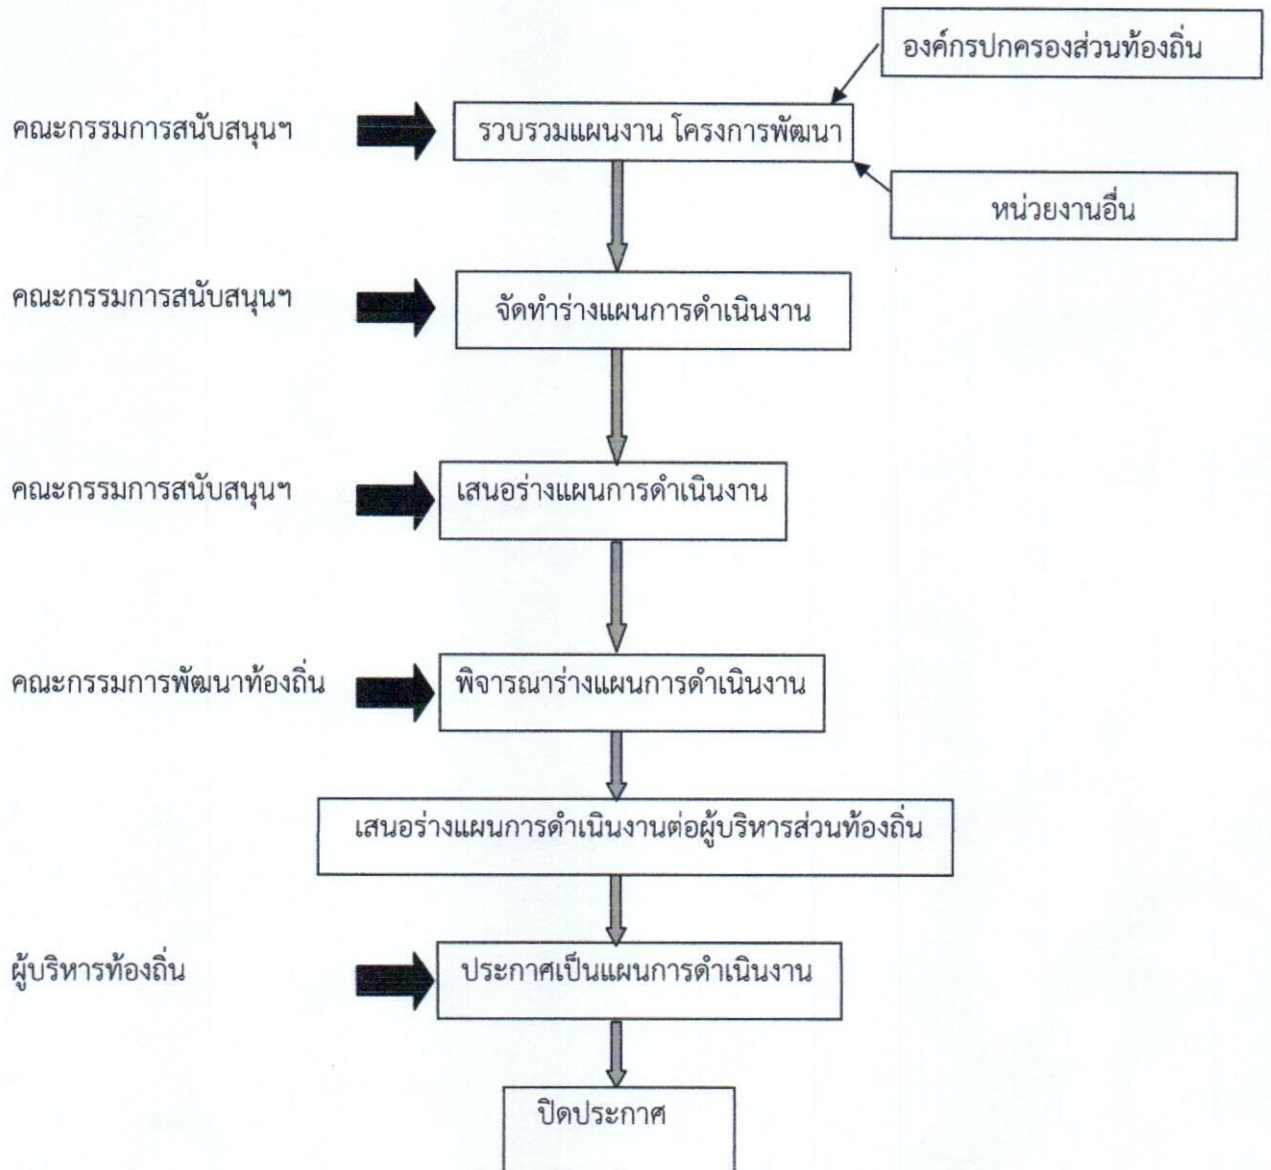 องค์กรปกครองส่วนท้องถิ่น
คณะกรรมการสนับสนุนฯ
รวบรวมแผนงาน โครงการพัฒนา
หน่วยงานอื่น
คณะกรรมการสนับสนุนฯ
จัดทำร่างแผนการดำเนินงาน
คณะกรรมการสนับสนุนฯ
เสนอร่างแผนการดำเนินงาน
คณะกรรมการพัฒนาท้องถิ่น
พิจารณาร่างแผนการดำเนินงาน
เสนอร่างแผนการดำเนินงานต่อผู้บริหารส่วนท้องถิ่น
ผู้บริหารท้องถิ่น
ประกาศเป็นแผนการดำเนินงาน
ปิดประกาศ